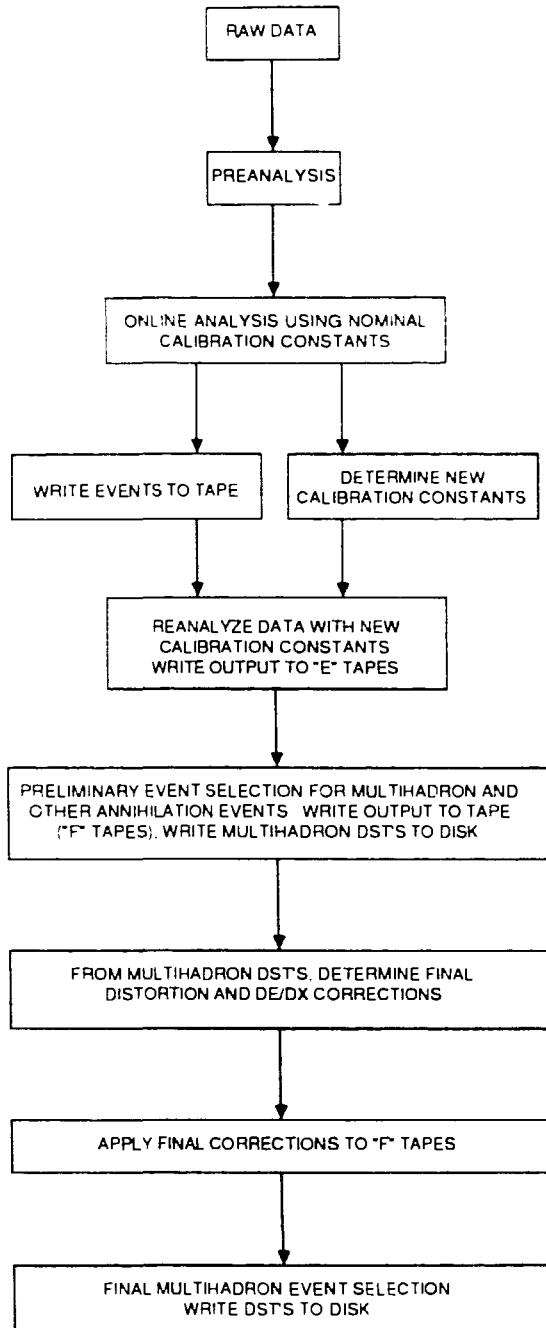 RAW DATA
PREANALYSIS
ONLINE ANALYSIS USING NOMINAL
CALIBRATION CONSTANTS
WRITE EVENTS TO TAPE
DETERMINE NEW
CALIBRATION CONSTANTS
REANALYZE DATA WITH NEW
CALIBRATION CONSTANTS
WRITE OUTPUT TO "E" TAPES
PRELIMINARY EVENT SELECTION FOR MULTIHADRON AND
OTHER ANNIHILATION EVENTS WRITE OUTPUT TO TAPE
("F" TAPES). WRITE MULTIHADRON DST'S TO DISK
FROM MULTIHADRON DST'S, DETERMINE FINAL
DISTORTION AND DE/DX CORRECTIONS
APPLY FINAL CORRECTIONS TO "F" TAPES
FINAL MULTIHADRON EVENT SELECTION
WRITE DST'S TO DISK